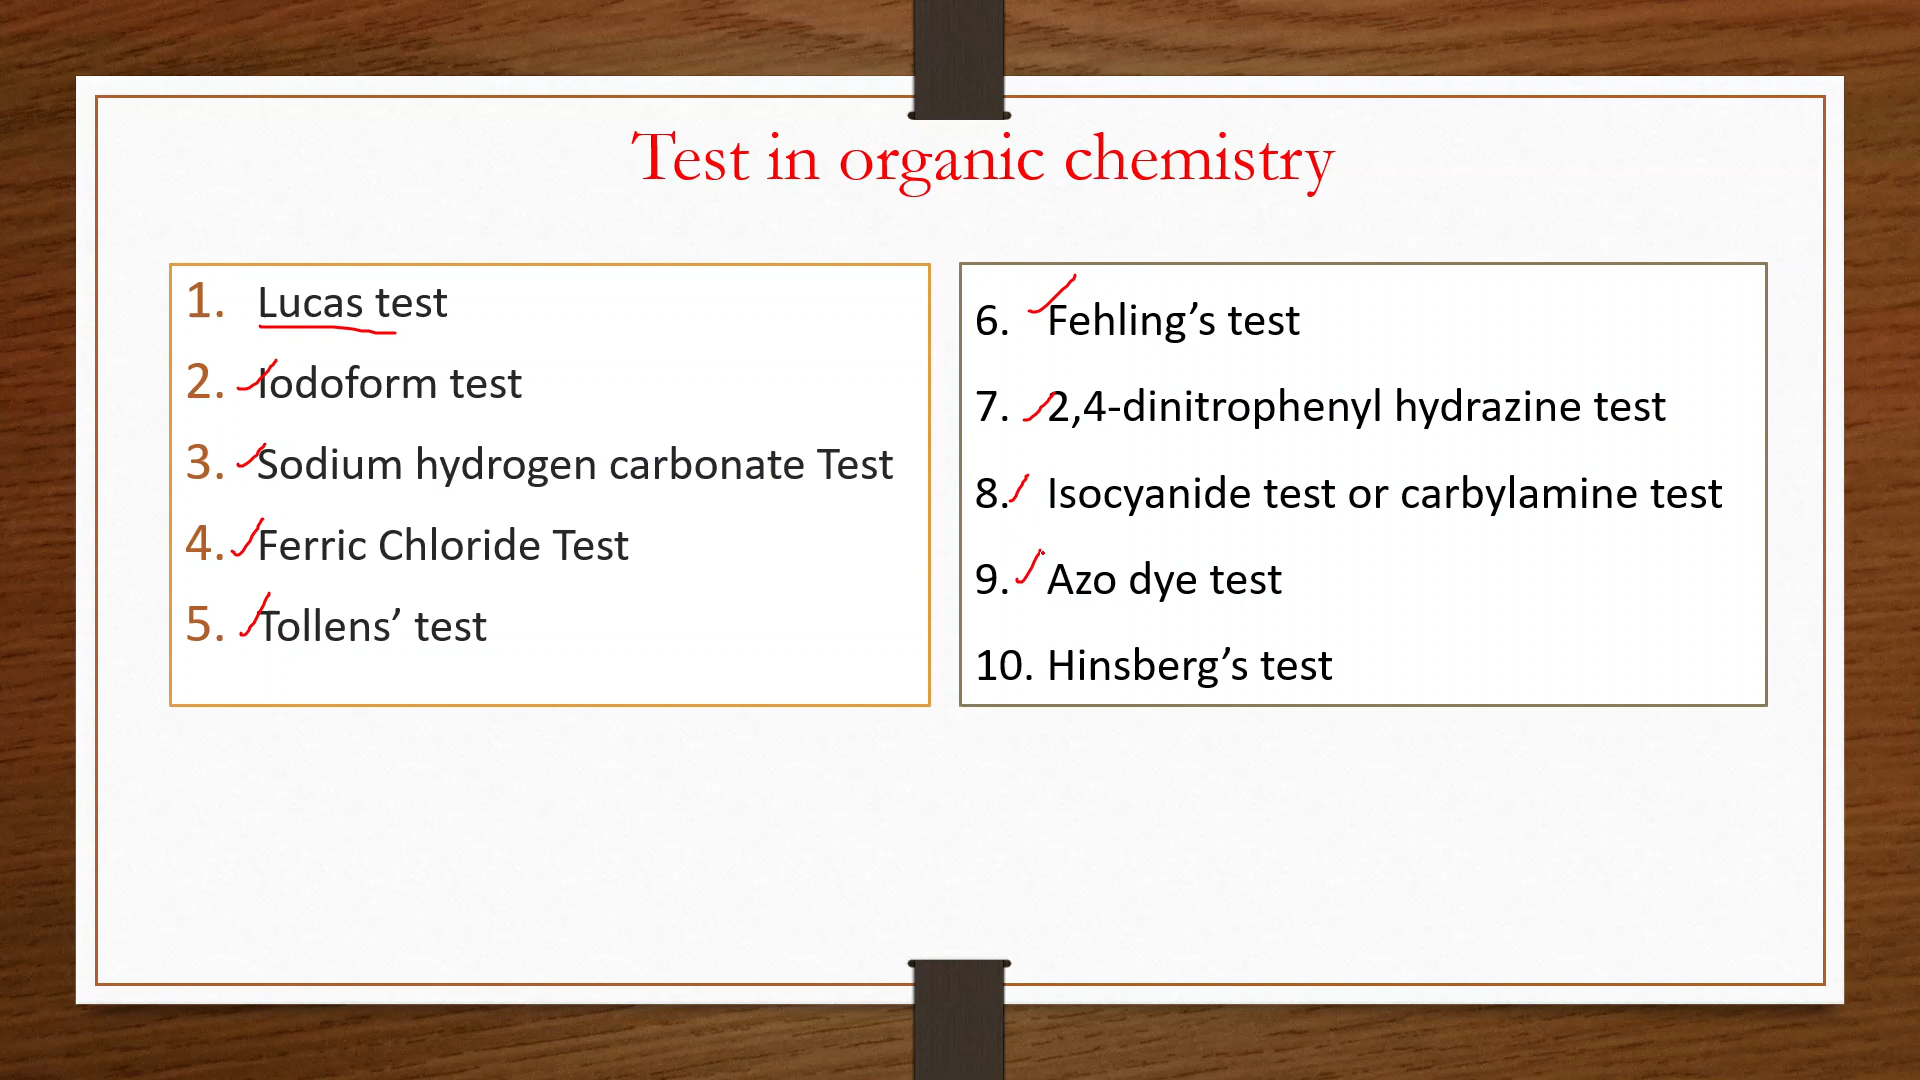 Test in organic chemistry
1. Lucas test
2. Iodoform test
3. Sodium hydrogen carbonate Test
4. Ferric Chloride Test
5. Tollens’ test
6. Fehling’s test
7. 2,4-dinitrophenyl hydrazine test
8. Isocyanide test or carbylamine test
9. Azo dye test
10. Hinsberg’s test